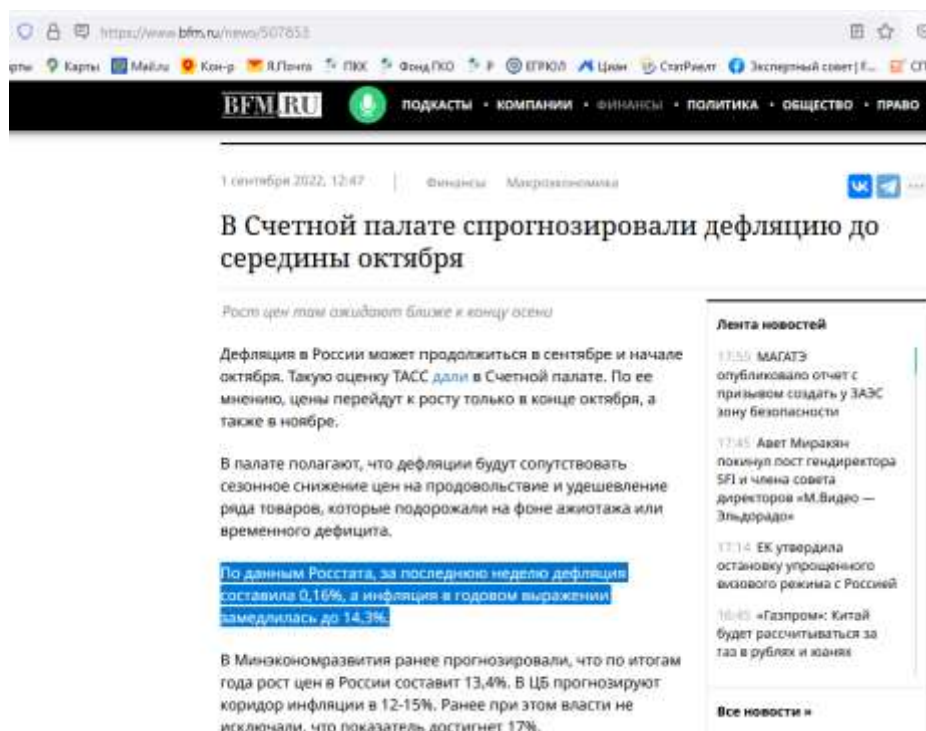 https://www.bfm.ru/news/507653
Карты Mail.ru Кон-р Я.Почта ПКК Фонд ПКО Р ЕГРЮЛ Циан СтатРиелт Экспертный совет | К...
BFM.RU ПОДКАСТЫ • КОМПАНИИ • ФИНАНСЫ • ПОЛИТИКА • ОБЩЕСТВО • ПРАВО
1 сентября 2022, 12:47 | Финансы Макроэкономика
В Счетной палате спрогнозировали дефляцию до
середины октября
Рост цен там ожидают ближе к концу осени
Дефляция в России может продолжиться в сентябре и начале
октября. Такую оценку ТАСС дали в Счетной палате. По ее
мнению, цены перейдут к росту только в конце октября, а
также в ноябре.
В палате полагают, что дефляции будут сопутствовать
сезонное снижение цен на продовольствие и удешевление
ряда товаров, которые подорожали на фоне ажиотажа или
временного дефицита.
По данным Росстата, за последнюю неделю дефляция
составила 0,16%, а инфляция в годовом выражении
замедлилась до 14,3%.
В Минэкономразвития ранее прогнозировали, что по итогам
года рост цен в России составит 13,4%. В ЦБ прогнозируют
коридор инфляции в 12-15%. Ранее при этом власти не
исключали, что показатель достигнет 17%.
Лента новостей
17:55 МАГАТЭ
опубликовало отчет с
призывом создать у ЗАЭС
зону безопасности
17:45 Авет Миракян
покинул пост гендиректора
SFI и члена совета
директоров «М.Видео —
Эльдорадо»
17:14 ЕК утвердила
остановку упрощенного
визового режима с Россией
16:45 «Газпром»: Китай
будет рассчитываться за
газ в рублях и юанях
Все новости »